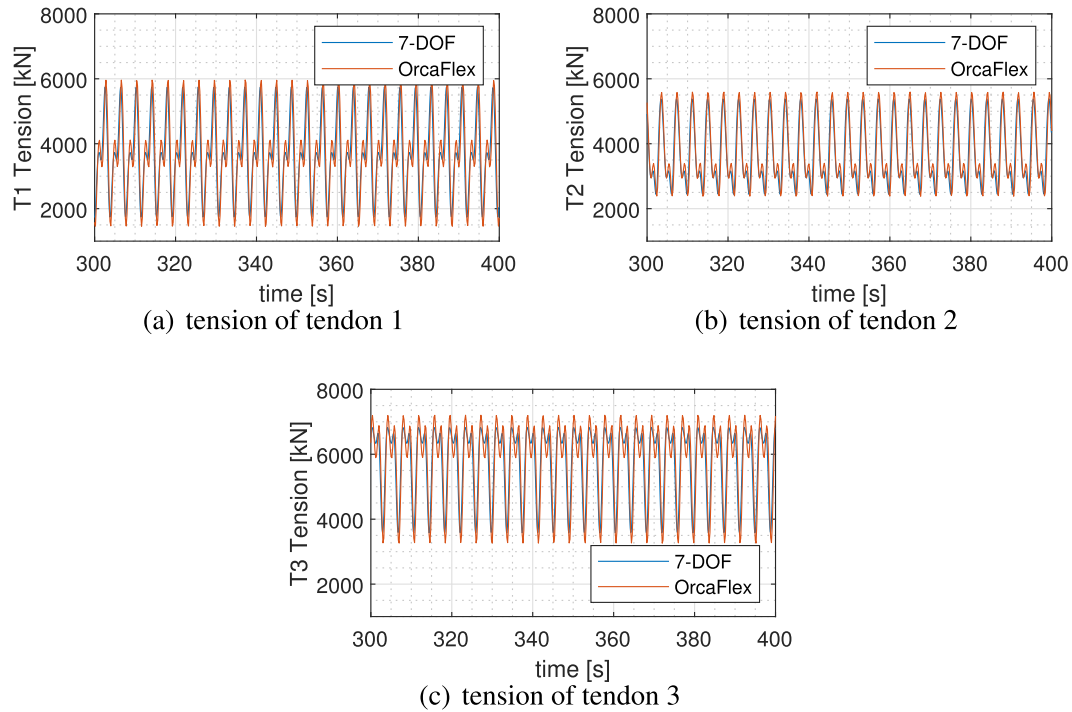 8000
6000
4000
2000
T1 Tension [kN]
7-DOF
OrcaFlex
300 320 340 360 380 400
time [s]
(a) tension of tendon 1
8000
6000
4000
2000
T2 Tension [kN]
7-DOF
OrcaFlex
300 320 340 360 380 400
time [s]
(b) tension of tendon 2
8000
6000
4000
2000
T3 Tension [kN]
7-DOF
OrcaFlex
300 320 340 360 380 400
time [s]
(c) tension of tendon 3